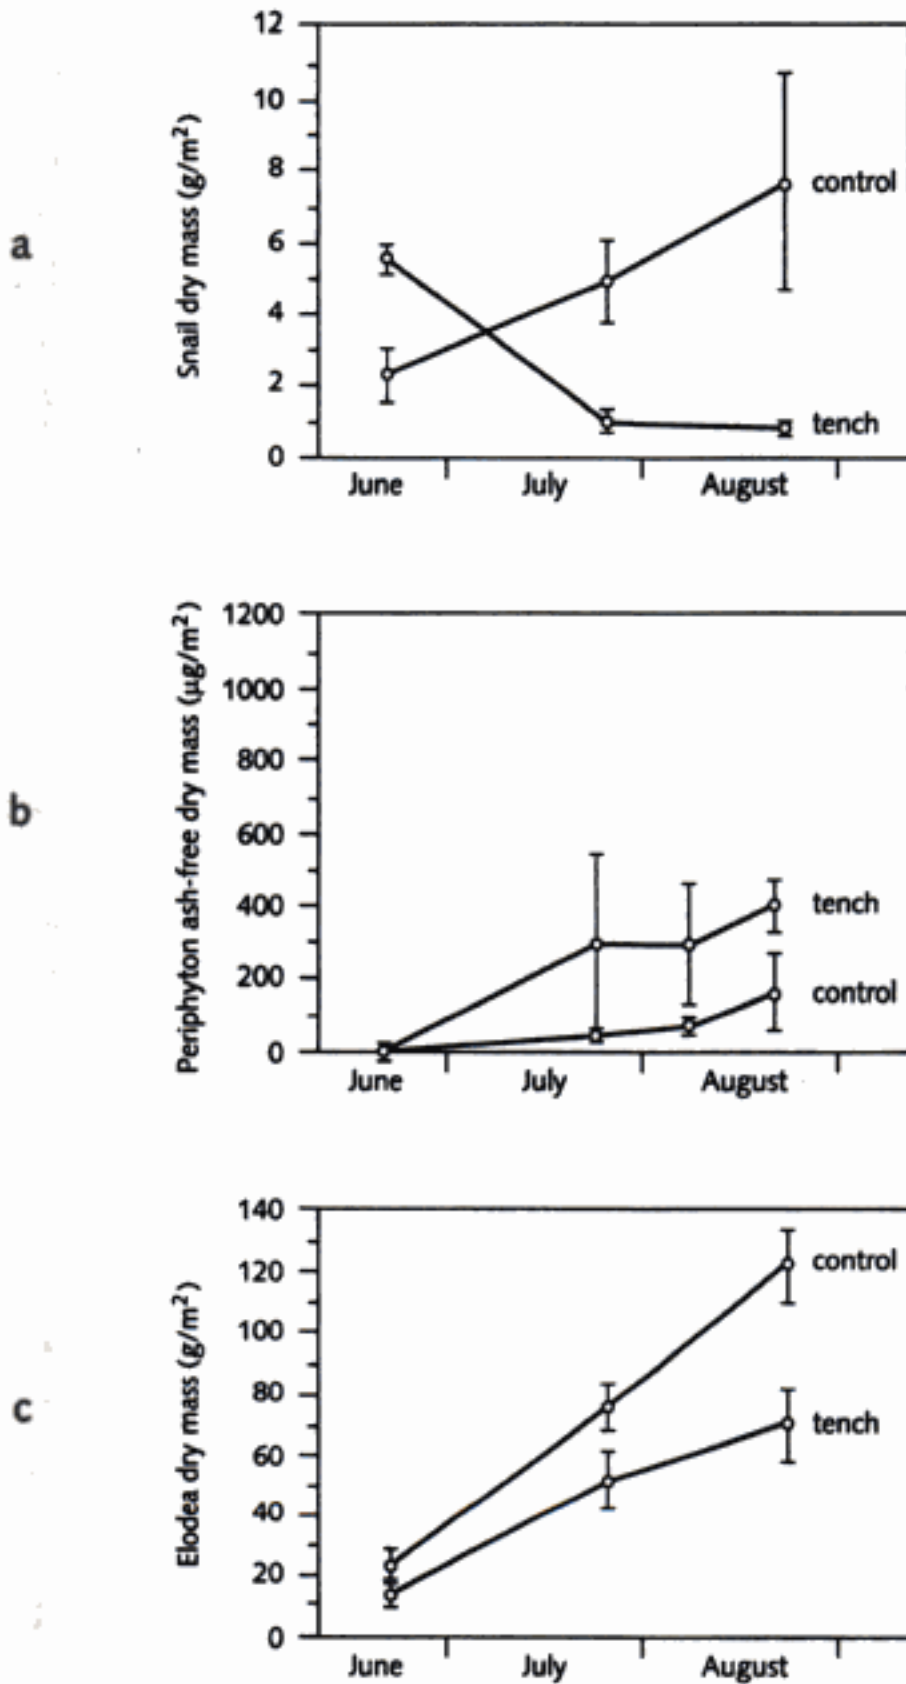 a
Snail dry mass (g/m²)
12
10
8
6
4
2
0
control
tench
June July August
b
Periphyton ash-free dry mass (μg/m²)
1200
1000
800
600
400
200
0
tench
control
June July August
c
Elodea dry mass (g/m²)
140
120
100
80
60
40
20
0
control
tench
June July August